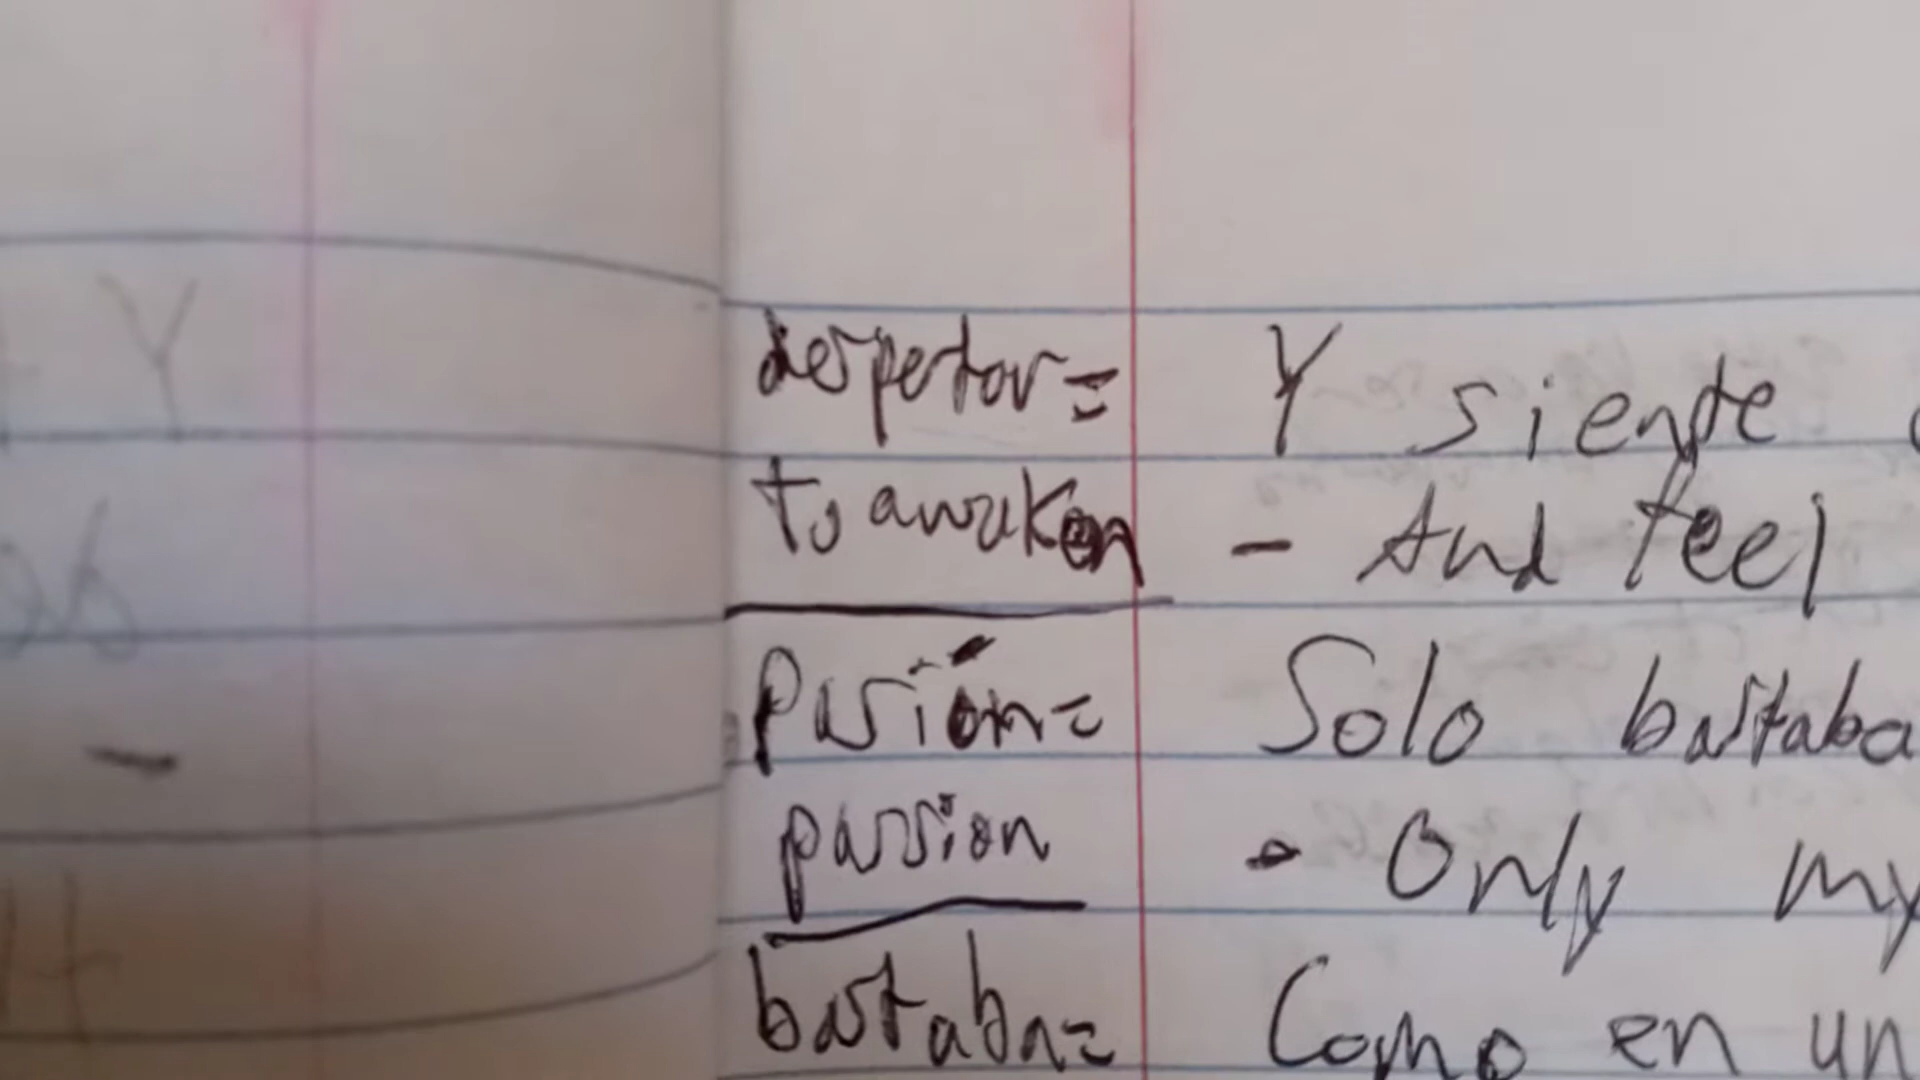 Y
despertar= Y siente
to awaken - And feel
Pasión= Solo bastaba
passion - Only my
bastaba= Como en un